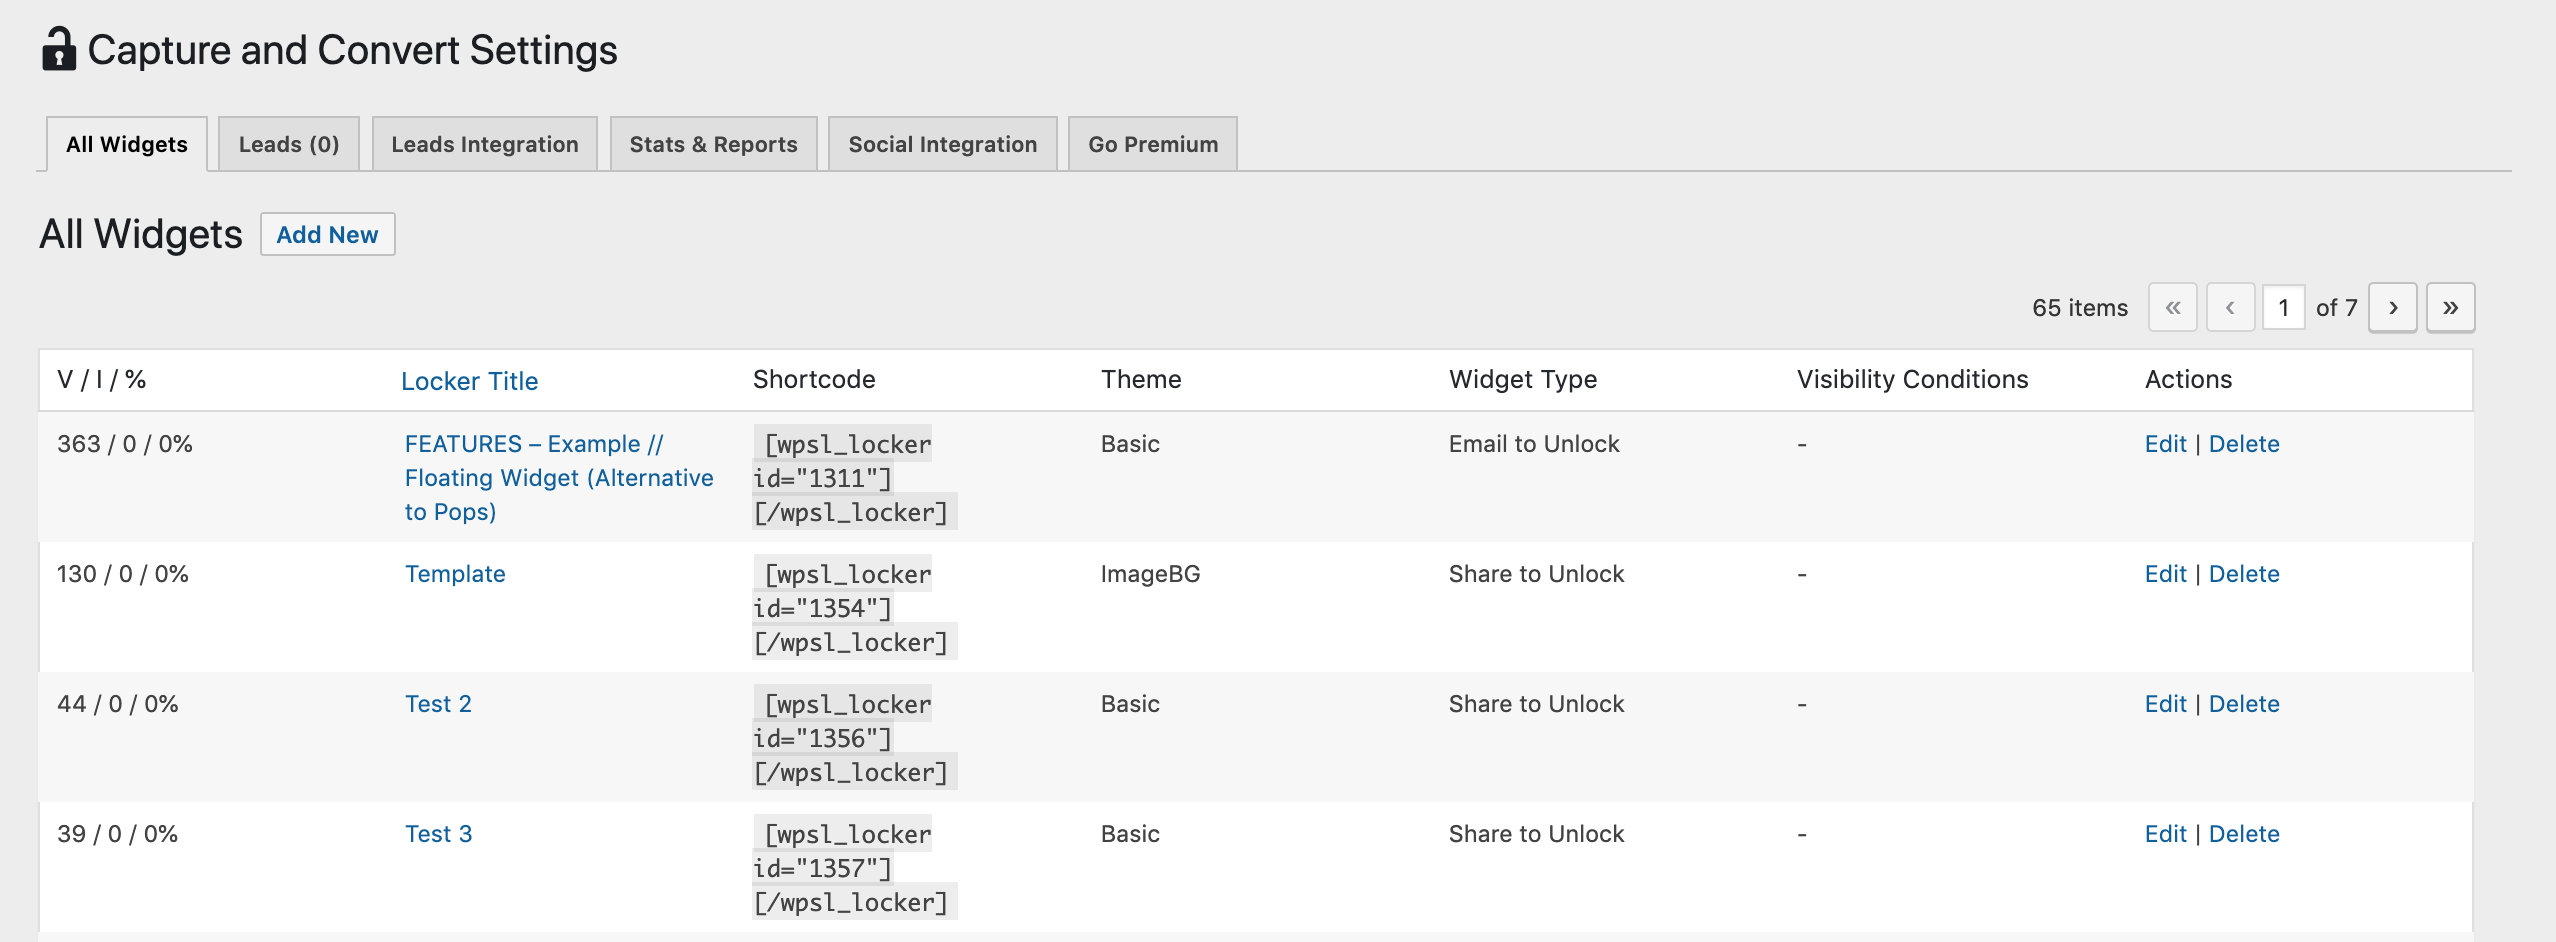 Capture and Convert Settings
All Widgets Leads (0) Leads Integration Stats & Reports Social Integration Go Premium
All Widgets Add New
65 items « ‹ 1 of 7 › »
V / I / % Locker Title Shortcode Theme Widget Type Visibility Conditions Actions
363 / 0 / 0% FEATURES – Example // [wpsl_locker Basic Email to Unlock - Edit | Delete
Floating Widget (Alternative id="1311"]
to Pops) [/wpsl_locker]
130 / 0 / 0% Template [wpsl_locker ImageBG Share to Unlock - Edit | Delete
id="1354"]
[/wpsl_locker]
44 / 0 / 0% Test 2 [wpsl_locker Basic Share to Unlock - Edit | Delete
id="1356"]
[/wpsl_locker]
39 / 0 / 0% Test 3 [wpsl_locker Basic Share to Unlock - Edit | Delete
id="1357"]
[/wpsl_locker]